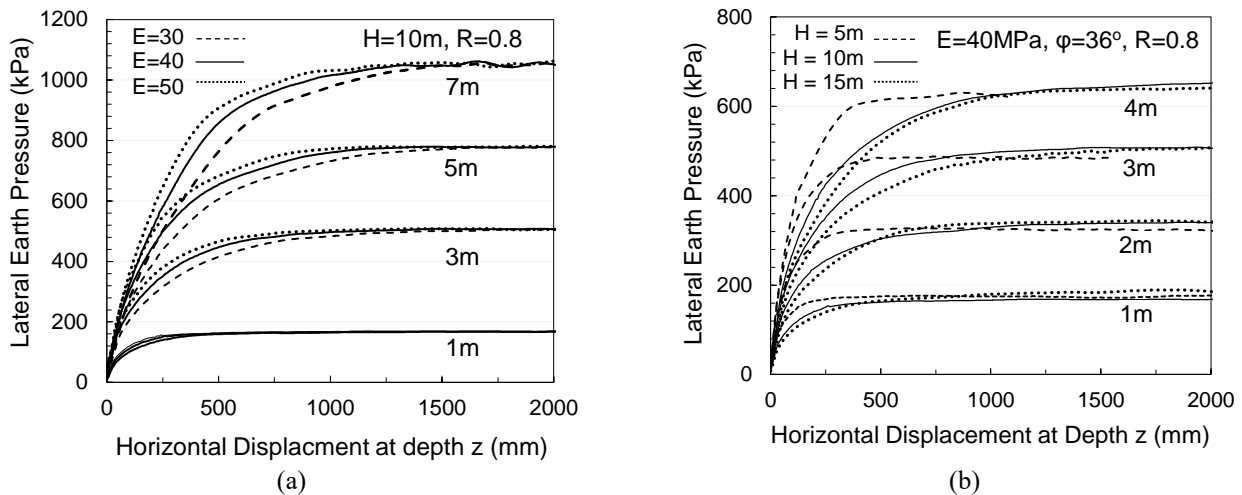 Lateral Earth Pressure (kPa)
1200
1000
800
600
400
200
0
E=30
E=40
E=50
H=10m, R=0.8
7m
5m
3m
1m
0 500 1000 1500 2000
Horizontal Displacment at depth z (mm)
(a)
Lateral Earth Pressure (kPa)
800
600
400
200
0
H = 5m
H = 10m
H = 15m
E=40MPa, φ=36º, R=0.8
4m
3m
2m
1m
0 500 1000 1500 2000
Horizontal Displacement at Depth z (mm)
(b)